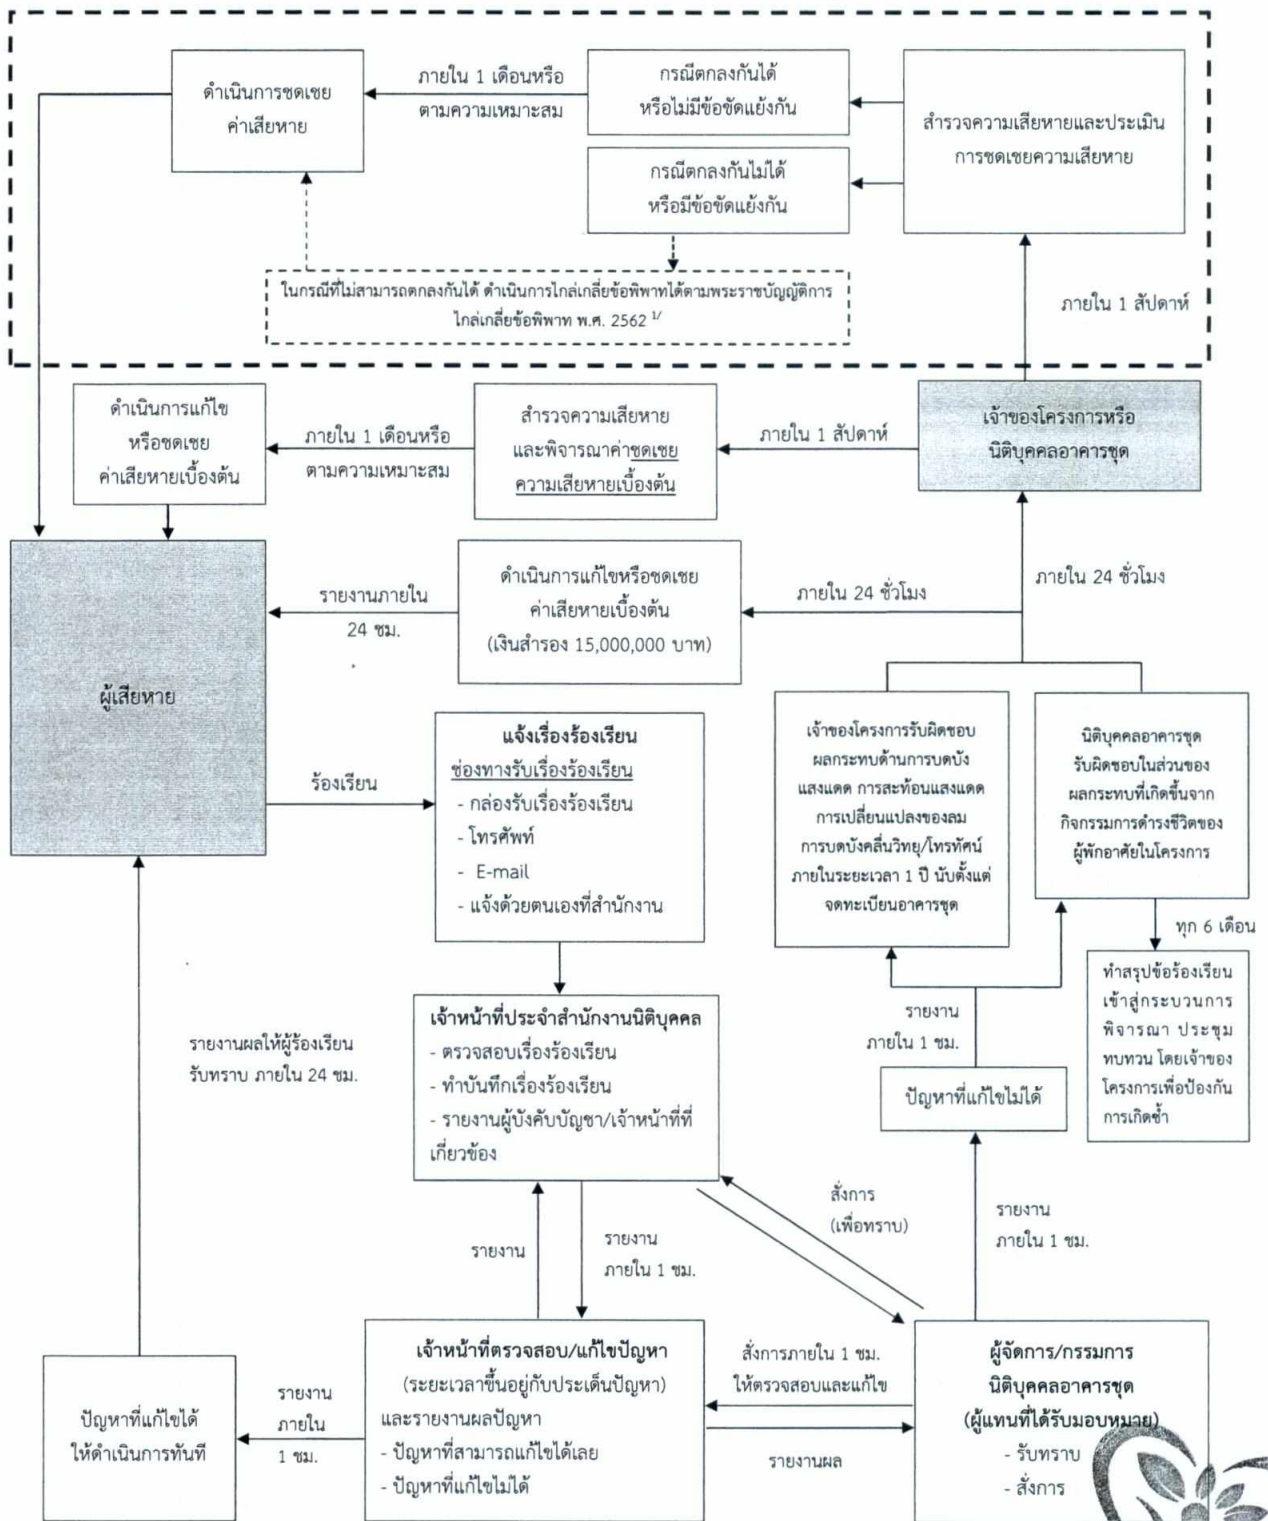 ดำเนินการชดเชย
ค่าเสียหาย
ภายใน 1 เดือนหรือ
ตามความเหมาะสม
กรณีตกลงกันได้
หรือไม่มีข้อขัดแย้งกัน
สำรวจความเสียหายและประเมิน
การชดเชยความเสียหาย
กรณีตกลงกันไม่ได้
หรือมีข้อขัดแย้งกัน
ในกรณีที่ไม่สามารถตกลงกันได้ ดำเนินการไกล่เกลี่ยข้อพิพาทได้ตามพระราชบัญญัติการ
ไกล่เกลี่ยข้อพิพาท พ.ศ. 2562 1/
ภายใน 1 สัปดาห์
ดำเนินการแก้ไข
หรือชดเชย
ค่าเสียหายเบื้องต้น
ภายใน 1 เดือนหรือ
ตามความเหมาะสม
สำรวจความเสียหาย
และพิจารณาค่าชดเชย
ความเสียหายเบื้องต้น
ภายใน 1 สัปดาห์
เจ้าของโครงการหรือ
นิติบุคคลอาคารชุด
ผู้เสียหาย
รายงานภายใน
24 ชม.
ดำเนินการแก้ไขหรือชดเชย
ค่าเสียหายเบื้องต้น
(เงินสำรอง 15,000,000 บาท)
ภายใน 24 ชั่วโมง
ภายใน 24 ชั่วโมง
ร้องเรียน
แจ้งเรื่องร้องเรียน
ช่องทางรับเรื่องร้องเรียน
- กล่องรับเรื่องร้องเรียน
- โทรศัพท์
- E-mail
- แจ้งด้วยตนเองที่สำนักงาน
เจ้าของโครงการรับผิดชอบ
ผลกระทบด้านการบดบัง
แสงแดด การสะท้อนแสงแดด
การเปลี่ยนแปลงของลม
การบดบังคลื่นวิทยุ/โทรทัศน์
ภายในระยะเวลา 1 ปี นับตั้งแต่
จดทะเบียนอาคารชุด
นิติบุคคลอาคารชุด
รับผิดชอบในส่วนของ
ผลกระทบที่เกิดขึ้นจาก
กิจกรรมการดำรงชีวิตของ
ผู้พักอาศัยในโครงการ
ทุก 6 เดือน
ทำสรุปข้อร้องเรียน
เข้าสู่กระบวนการ
พิจารณา ประชุม
ทบทวน โดยเจ้าของ
โครงการเพื่อป้องกัน
การเกิดซ้ำ
รายงาน
ภายใน 1 ชม.
ปัญหาที่แก้ไขไม่ได้
รายงานผลให้ผู้ร้องเรียน
รับทราบ ภายใน 24 ชม.
เจ้าหน้าที่ประจำสำนักงานนิติบุคคล
- ตรวจสอบเรื่องร้องเรียน
- ทำบันทึกเรื่องร้องเรียน
- รายงานผู้บังคับบัญชา/เจ้าหน้าที่ที่
เกี่ยวข้อง
สั่งการ
(เพื่อทราบ)
รายงาน
ภายใน 1 ชม.
รายงาน
รายงาน
ภายใน 1 ชม.
ปัญหาที่แก้ไขได้
ให้ดำเนินการทันที
รายงาน
ภายใน
1 ชม.
เจ้าหน้าที่ตรวจสอบ/แก้ไขปัญหา
(ระยะเวลาขึ้นอยู่กับประเด็นปัญหา)
และรายงานผลปัญหา
- ปัญหาที่สามารถแก้ไขได้เลย
- ปัญหาที่แก้ไขไม่ได้
สั่งการภายใน 1 ชม.
ให้ตรวจสอบและแก้ไข
รายงานผล
ผู้จัดการ/กรรมการ
นิติบุคคลอาคารชุด
(ผู้แทนที่ได้รับมอบหมาย)
- รับทราบ
- สั่งการ